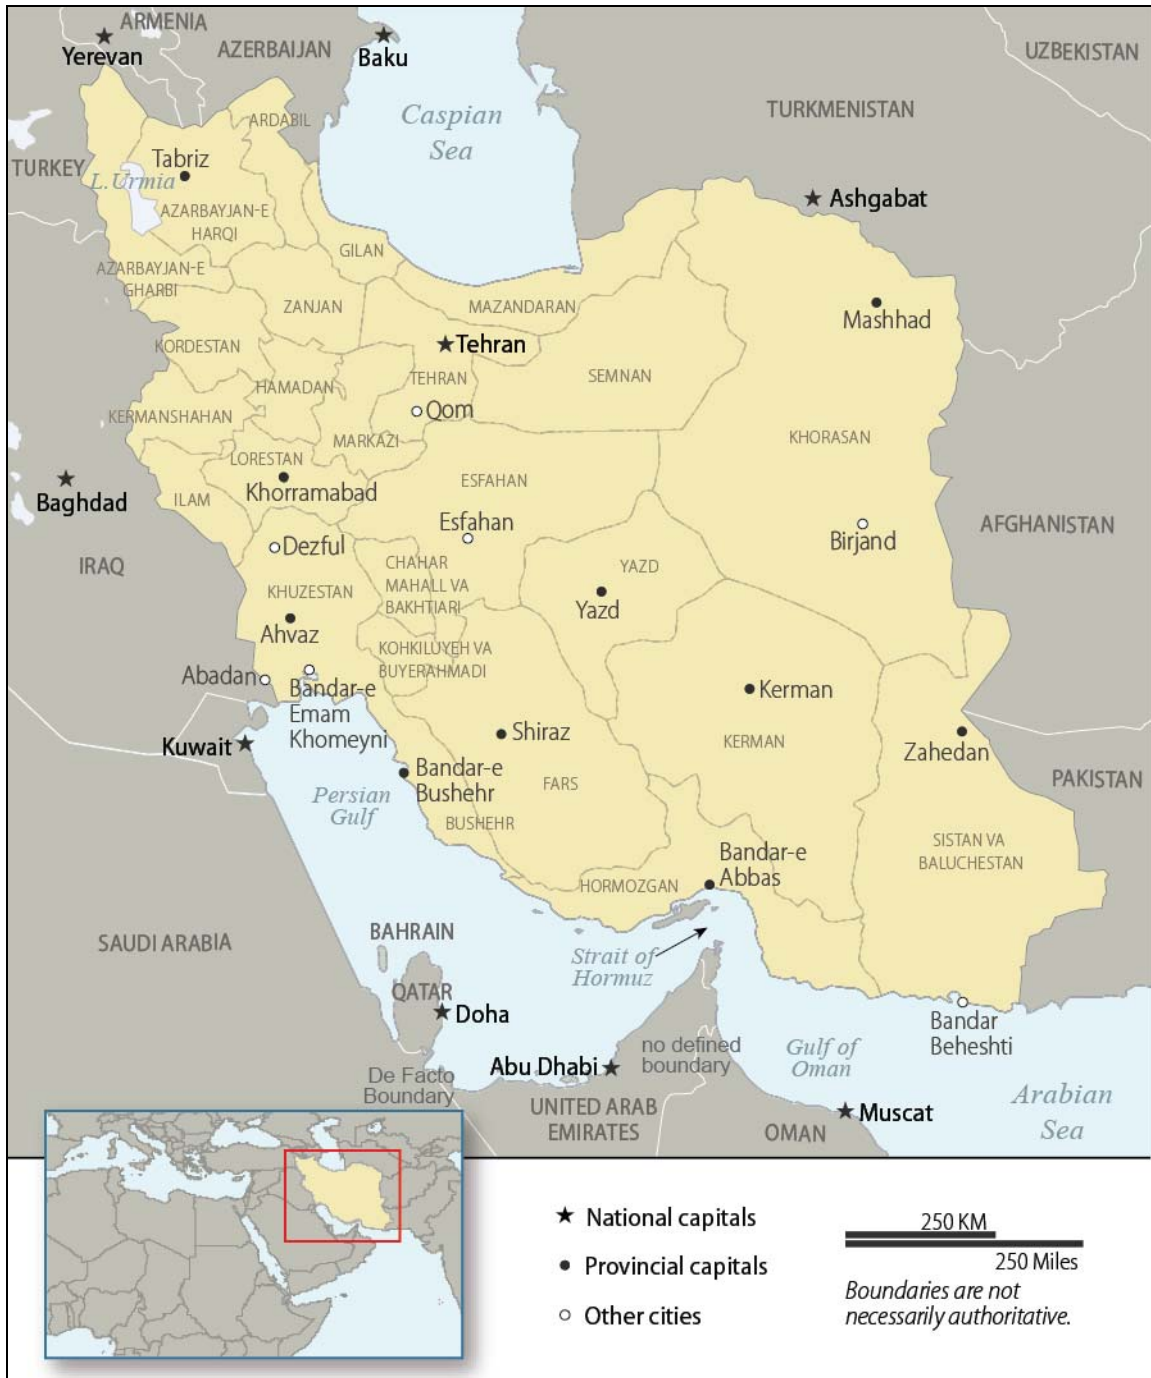 ARMENIA
Yerevan
AZERBAIJAN
Baku
UZBEKISTAN
Caspian
Sea
TURKMENISTAN
ARDABIL
TURKEY
Tabriz
L.Urmia
Ashgabat
AZARBAYJAN-E
HARQI
GILAN
AZARBAYJAN-E
GHARBI
ZANJAN
MAZANDARAN
Mashhad
KORDESTAN
Tehran
HAMADAN
TEHRAN
SEMNAN
Qom
KERMANSHAHAN
MARKAZI
KHORASAN
LORESTAN
Khorramabad
ESFAHAN
Baghdad
ILAM
Esfahan
AFGHANISTAN
Birjand
Dezful
IRAQ
CHAHAR
MAHALL VA
BAKHTIARI
YAZD
Yazd
KHUZESTAN
Ahvaz
KOHKILUYEH VA
BUYERAHMADI
Abadan
Bandar-e
Emam
Khomeyni
Kerman
Kuwait
Shiraz
KERMAN
Zahedan
Bandar-e
Bushehr
FARS
PAKISTAN
Persian
Gulf
BUSHEHR
SISTAN VA
BALUCHESTAN
Bandar-e
Abbas
HORMOZGAN
SAUDI ARABIA
BAHRAIN
Strait of
Hormuz
QATAR
Doha
Bandar
Beheshti
no defined
boundary
Gulf of
Oman
Abu Dhabi
De Facto
Boundary
UNITED ARAB
EMIRATES
OMAN
Muscat
Arabian
Sea
National capitals
Provincial capitals
Other cities
250 KM
250 Miles
Boundaries are not
necessarily authoritative.